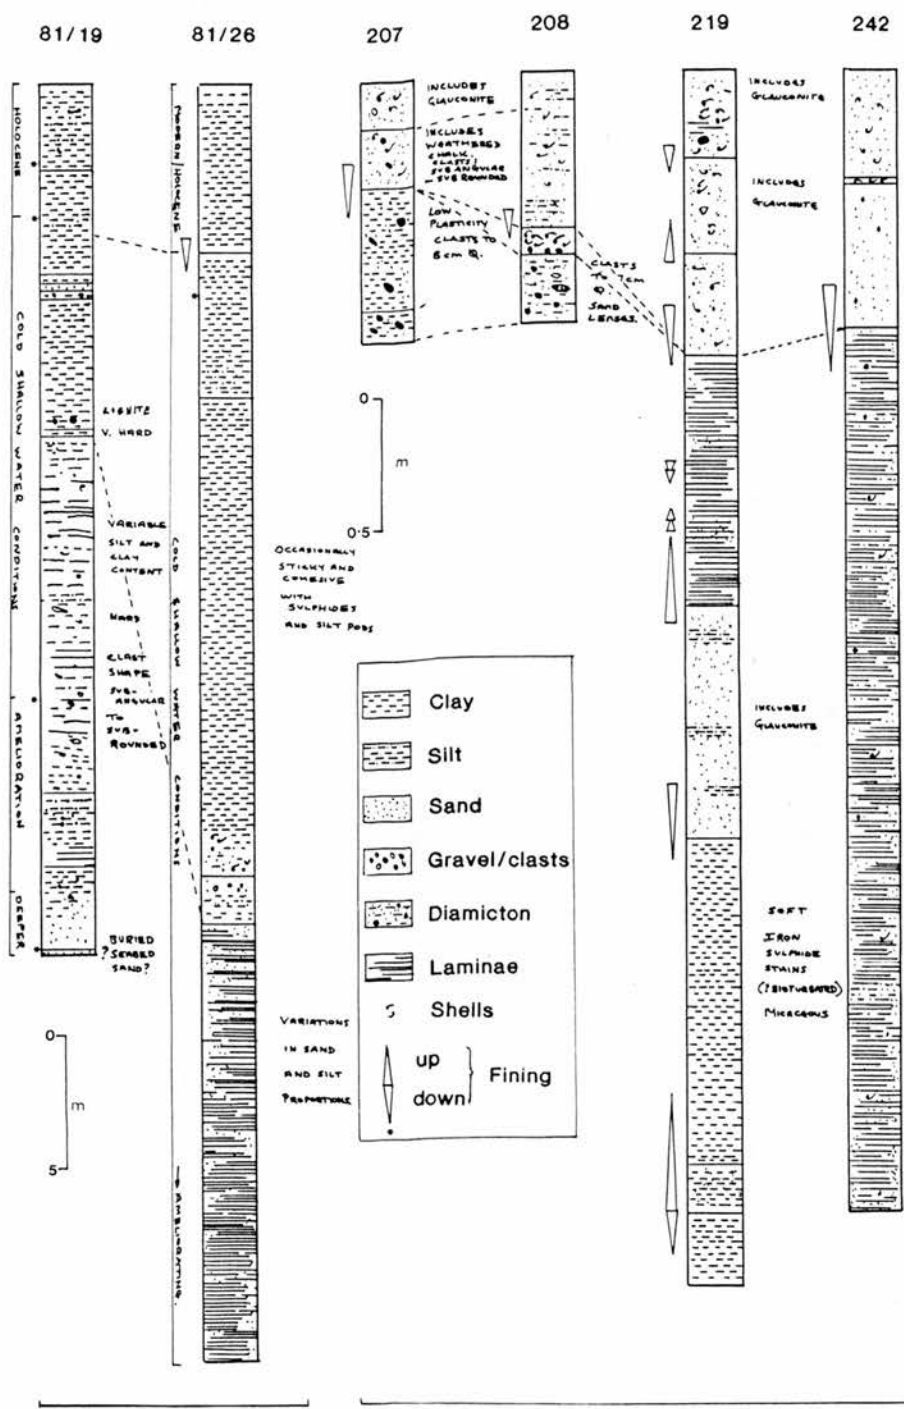 81/19
81/26
207
208
219
242
HOLOCENE
COLD SHALLOW WATER CONDITIONS
AMELIORATION
DEEPER
LIGNITE
V. HARD
VARIABLE
SILT AND
CLAY
CONTENT
HARD
CLAST
SHAPE
SUB-
ANGULAR
TO
SUB-
ROUNDED
BURIED
? SEABED
SAND?
0
m
5
MODERN/HOLOCENE
COLD SHALLOW WATER CONDITIONS
AMELIORATING.
OCCASIONALLY
STICKY AND
COHESIVE
WITH
SULPHIDES
AND SILT PODS
VARIATIONS
IN SAND
AND SILT
PROPORTIONS
INCLUDES
GLAUCONITE
INCLUDES
WEATHERED
CHALK.
CLASTS:
SUBANGULAR
-SUBROUNDED
LOW
PLASTICITY
CLASTS TO
CLASTS
TO 7cm
SAND
LENSES.
0
m
0·5
Clay
Silt
Sand
Gravel/clasts
Diamicton
Laminae
Shells
up
down
Fining
INCLUDES
GLAUCONITE
INCLUDES
GLAUCONITE
INCLUDES
GLAUCONITE
SOFT
IRON
SULPHIDE
STAINS
(?BIOTURBATED)
MICACEOUS